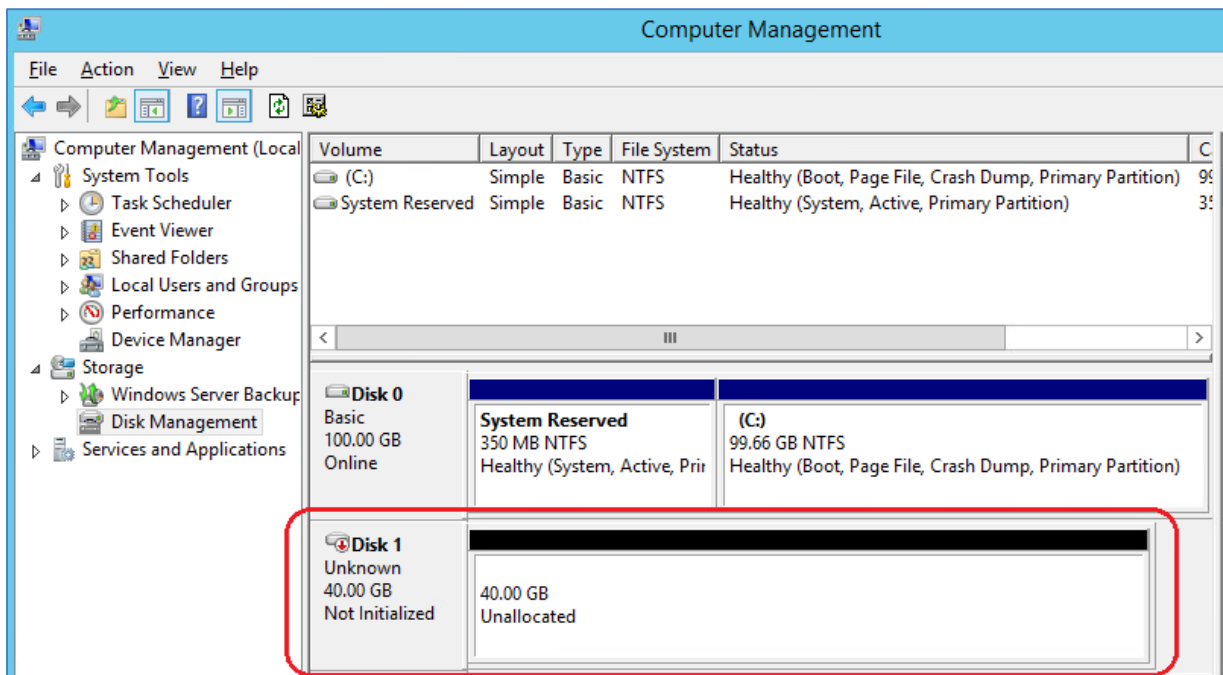 Computer Management
File Action View Help
Computer Management (Local
System Tools
Task Scheduler
Event Viewer
Shared Folders
Local Users and Groups
Performance
Device Manager
Storage
Windows Server Backup
Disk Management
Services and Applications
Volume Layout Type File System Status
(C:) Simple Basic NTFS Healthy (Boot, Page File, Crash Dump, Primary Partition) 99
System Reserved Simple Basic NTFS Healthy (System, Active, Primary Partition) 35
Disk 0
Basic
100.00 GB
Online
System Reserved
350 MB NTFS
Healthy (System, Active, Prir
(C:)
99.66 GB NTFS
Healthy (Boot, Page File, Crash Dump, Primary Partition)
Disk 1
Unknown
40.00 GB
Not Initialized
40.00 GB
Unallocated